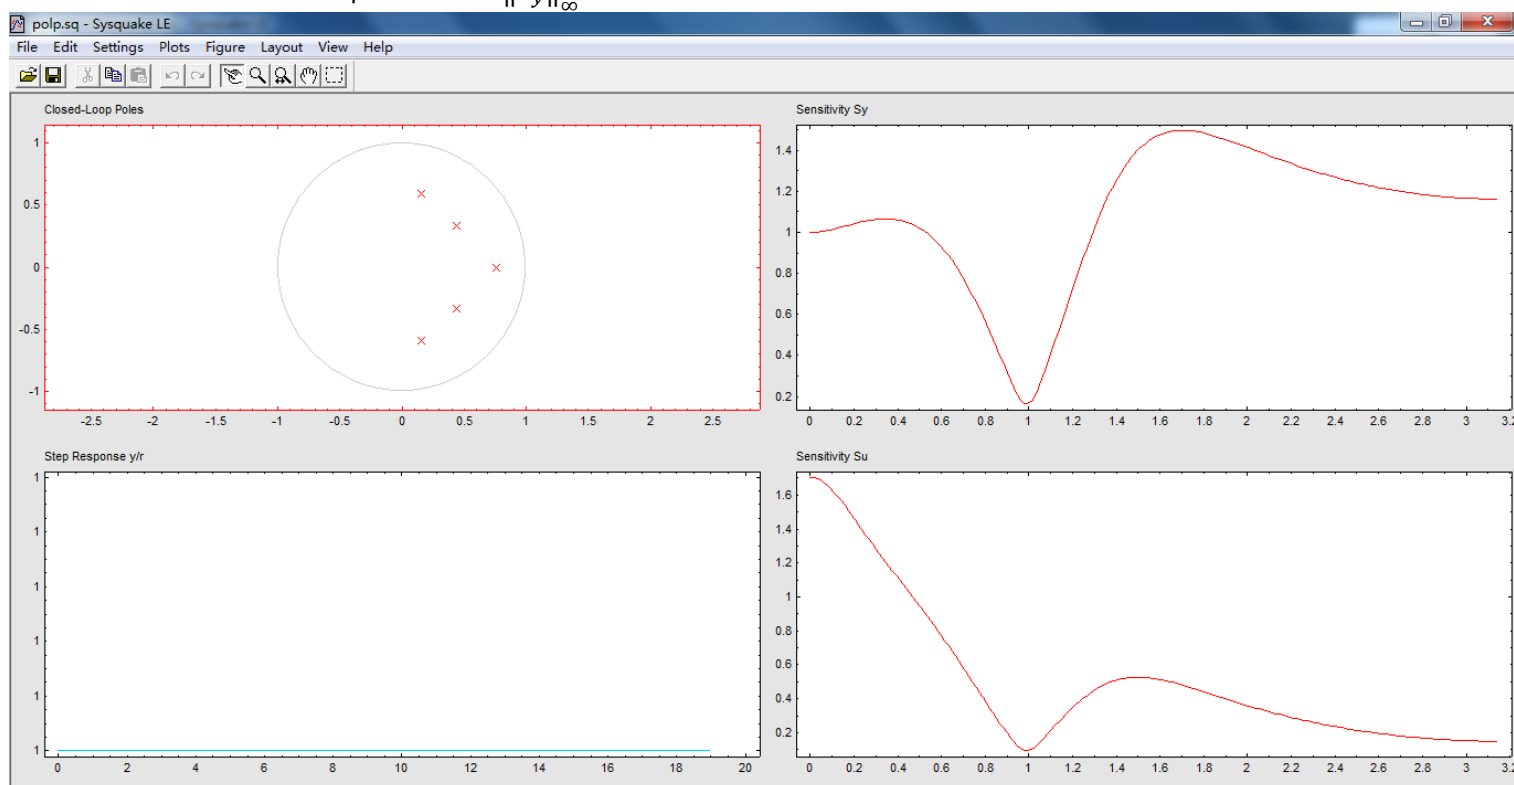 ‖ y‖∞
polp.sq - Sysquake LE
File Edit Settings Plots Figure Layout View Help
Closed-Loop Poles
1
0.5
0
-0.5
-1
-2.5 -2 -1.5 -1 -0.5 0 0.5 1 1.5 2 2.5
Sensitivity Sy
1.4
1.2
1
0.8
0.6
0.4
0.2
0 0.2 0.4 0.6 0.8 1 1.2 1.4 1.6 1.8 2 2.2 2.4 2.6 2.8 3 3.2
Step Response y/r
1
1
1
1
1
1
0 2 4 6 8 10 12 14 16 18 20
Sensitivity Su
1.6
1.4
1.2
1
0.8
0.6
0.4
0.2
0 0.2 0.4 0.6 0.8 1 1.2 1.4 1.6 1.8 2 2.2 2.4 2.6 2.8 3 3.2